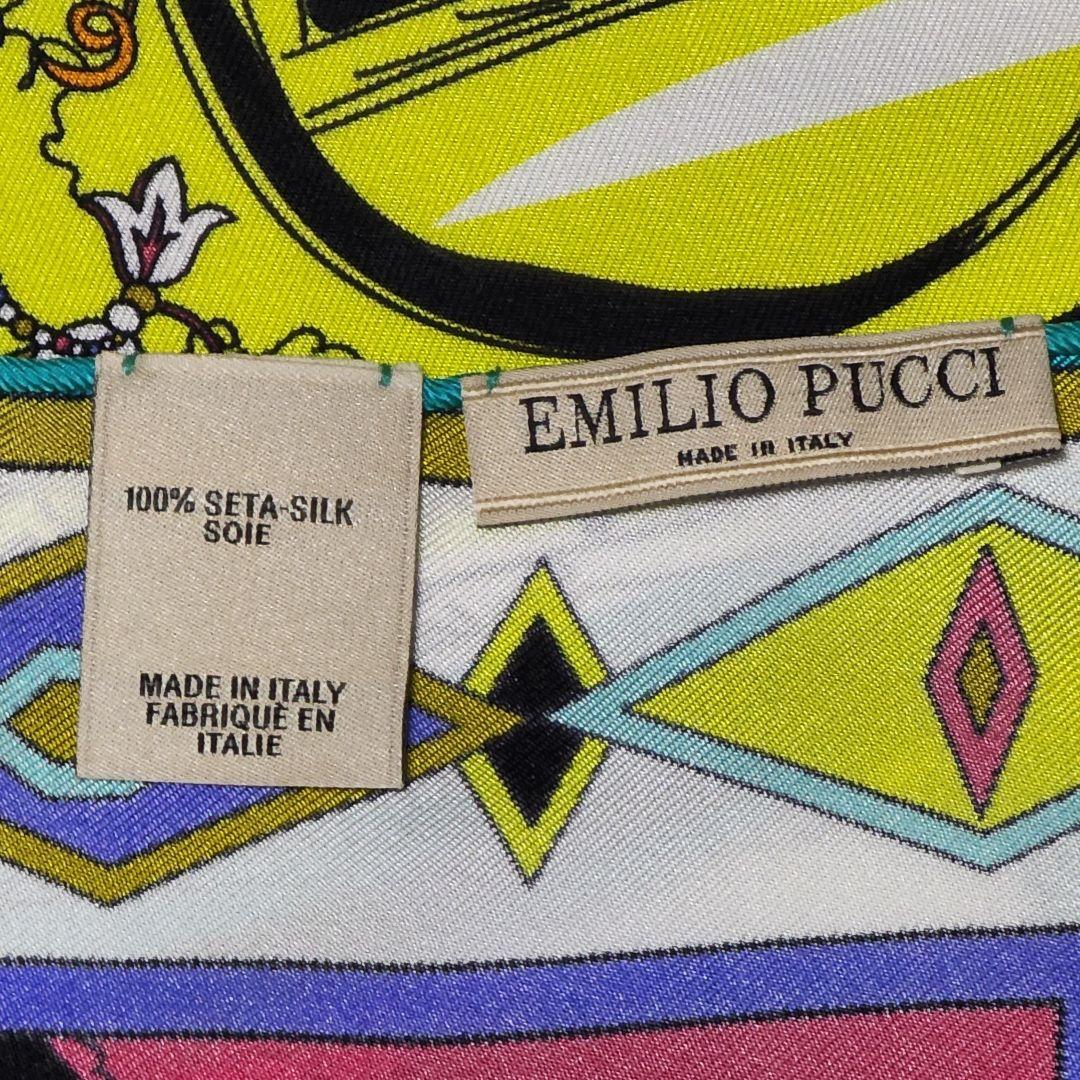 100% SETA-SILK
SOIE
MADE IN ITALY
FABRIQUÈ EN
ITALIE
EMILIO PUCCI
MADE IN ITALY